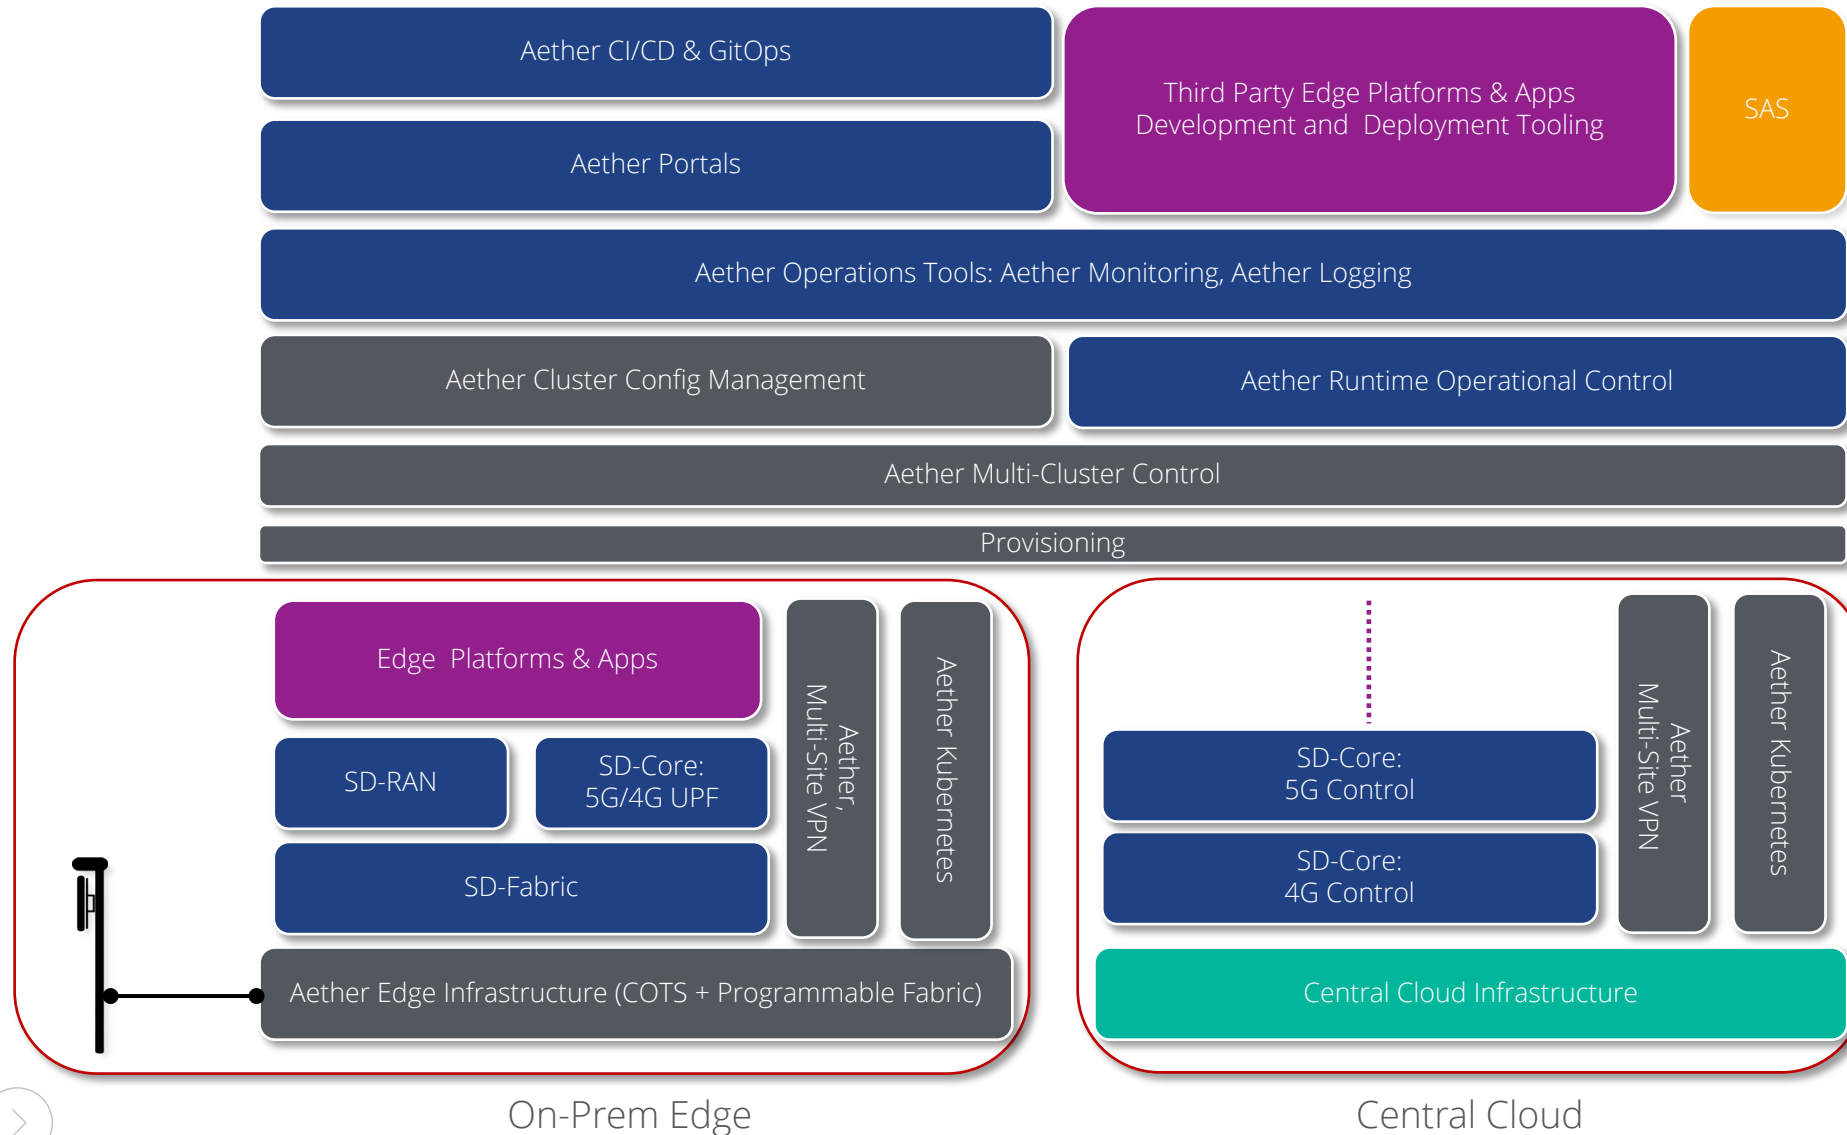 Aether CI/CD & GitOps
Third Party Edge Platforms & Apps
Development and  Deployment Tooling
SAS
Aether Portals
Aether Operations Tools: Aether Monitoring, Aether Logging
Aether Cluster Config Management
Aether Runtime Operational Control
Aether Multi-Cluster Control
Provisioning
Edge  Platforms & Apps
SD-RAN
SD-Core:
5G/4G UPF
SD-Fabric
Aether,
Multi-Site VPN
Aether Kubernetes
Aether Edge Infrastructure (COTS + Programmable Fabric)
SD-Core:
5G Control
SD-Core:
4G Control
Aether
Multi-Site VPN
Aether Kubernetes
Central Cloud Infrastructure
On-Prem Edge
Central Cloud